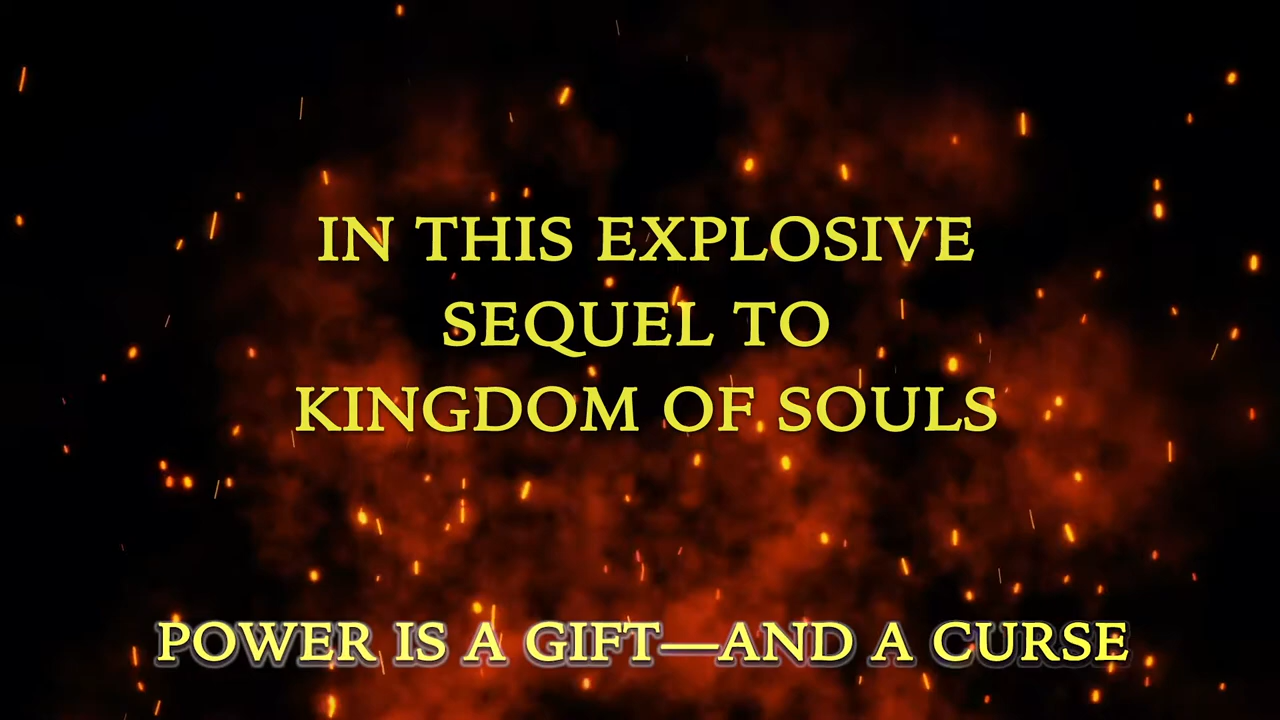 IN THIS EXPLOSIVE
SEQUEL TO
KINGDOM OF SOULS
POWER IS A GIFT—AND A CURSE